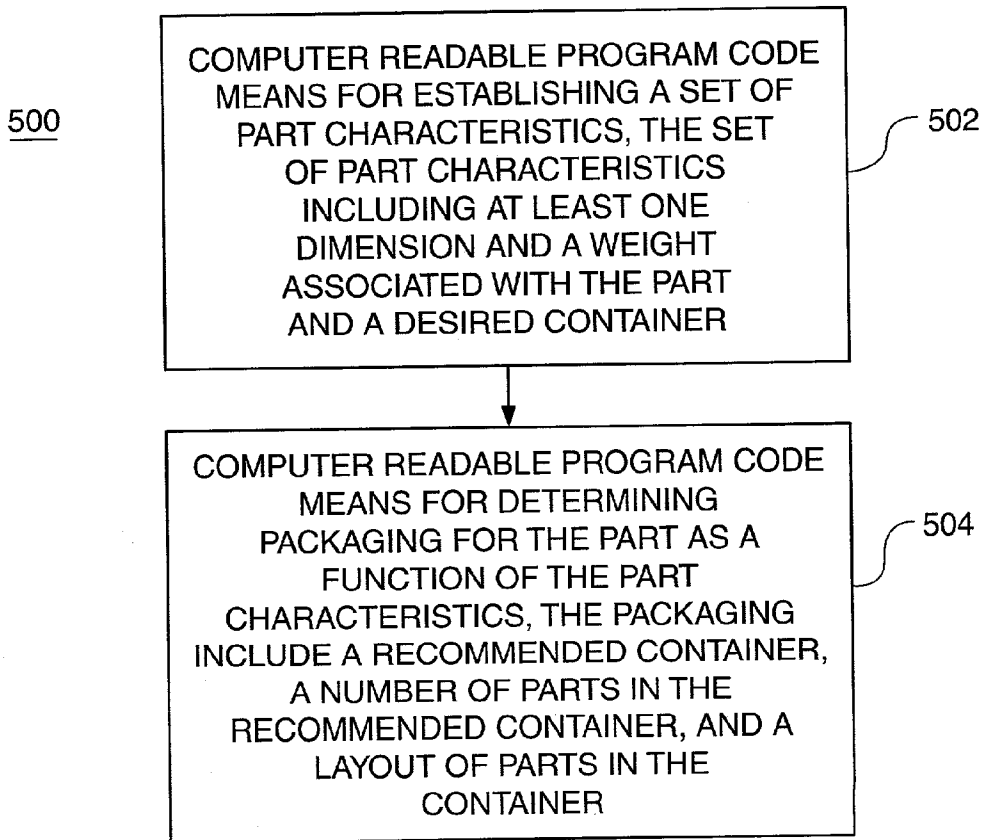 500
COMPUTER READABLE PROGRAM CODE
MEANS FOR ESTABLISHING A SET OF
PART CHARACTERISTICS, THE SET
OF PART CHARACTERISTICS
INCLUDING AT LEAST ONE
DIMENSION AND A WEIGHT
ASSOCIATED WITH THE PART
AND A DESIRED CONTAINER
502
COMPUTER READABLE PROGRAM CODE
MEANS FOR DETERMINING
PACKAGING FOR THE PART AS A
FUNCTION OF THE PART
CHARACTERISTICS, THE PACKAGING
INCLUDE A RECOMMENDED CONTAINER,
A NUMBER OF PARTS IN THE
RECOMMENDED CONTAINER, AND A
LAYOUT OF PARTS IN THE
CONTAINER
504